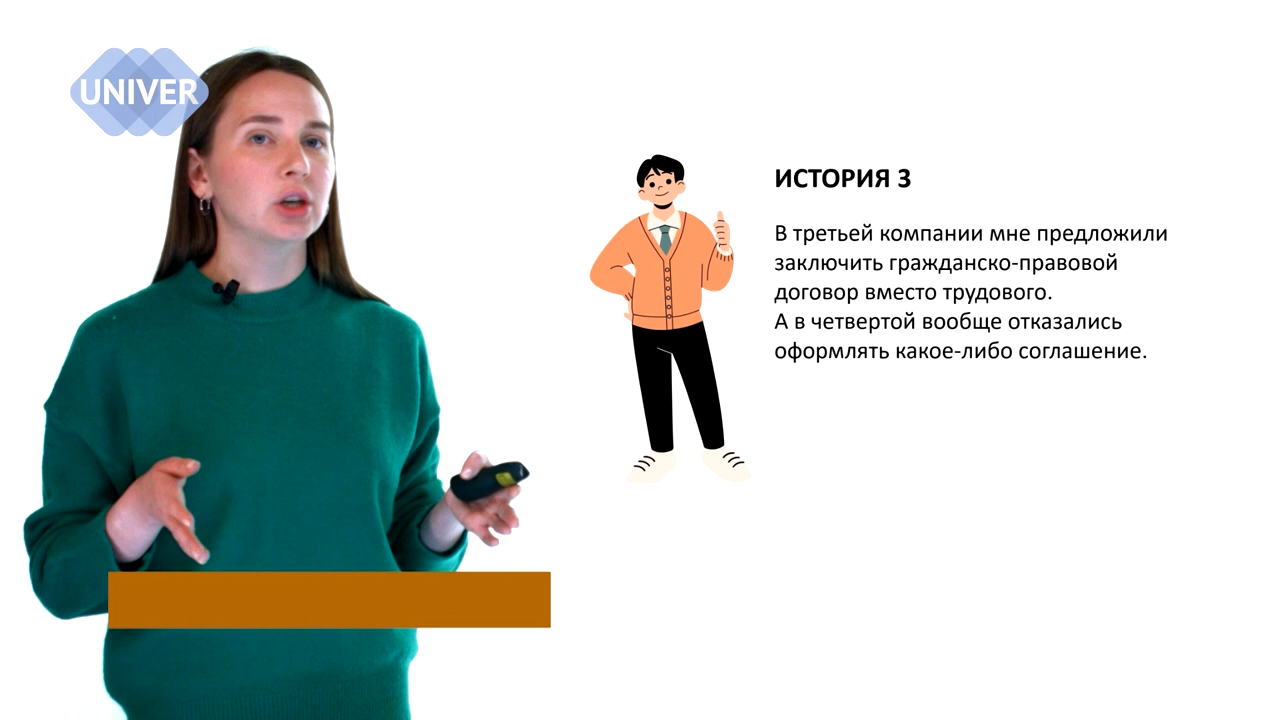 UNIVER
ИСТОРИЯ 3
В третьей компании мне предложили
заключить гражданско-правовой
договор вместо трудового.
А в четвертой вообще отказались
оформлять какое-либо соглашение.